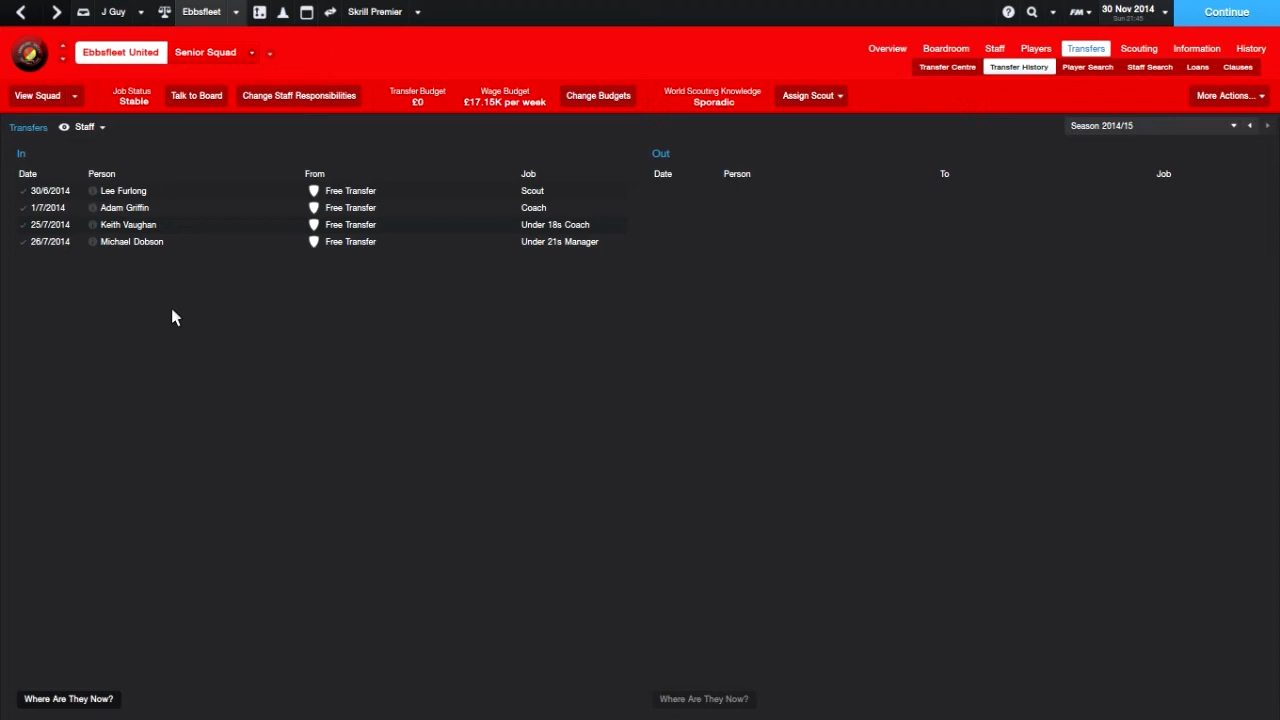 J Guy Ebbsfleet Skrill Premier FM 30 Nov 2014 Continue
Sun 21:45
Ebbsfleet United Senior Squad Overview Boardroom Staff Players Transfers Scouting Information History
Transfer Centre Transfer History Player Search Staff Search Loans Clauses
View Squad Job Status Talk to Board Change Staff Responsibilities Transfer Budget Wage Budget Change Budgets World Scouting Knowledge Assign Scout More Actions...
Stable £0 £17.15K per week Sporadic
Transfers Staff Season 2014/15
In Out
Date Person From Job Date Person To Job
30/6/2014 Lee Furlong Free Transfer Scout
1/7/2014 Adam Griffin Free Transfer Coach
25/7/2014 Keith Vaughan Free Transfer Under 18s Coach
26/7/2014 Michael Dobson Free Transfer Under 21s Manager
Where Are They Now? Where Are They Now?